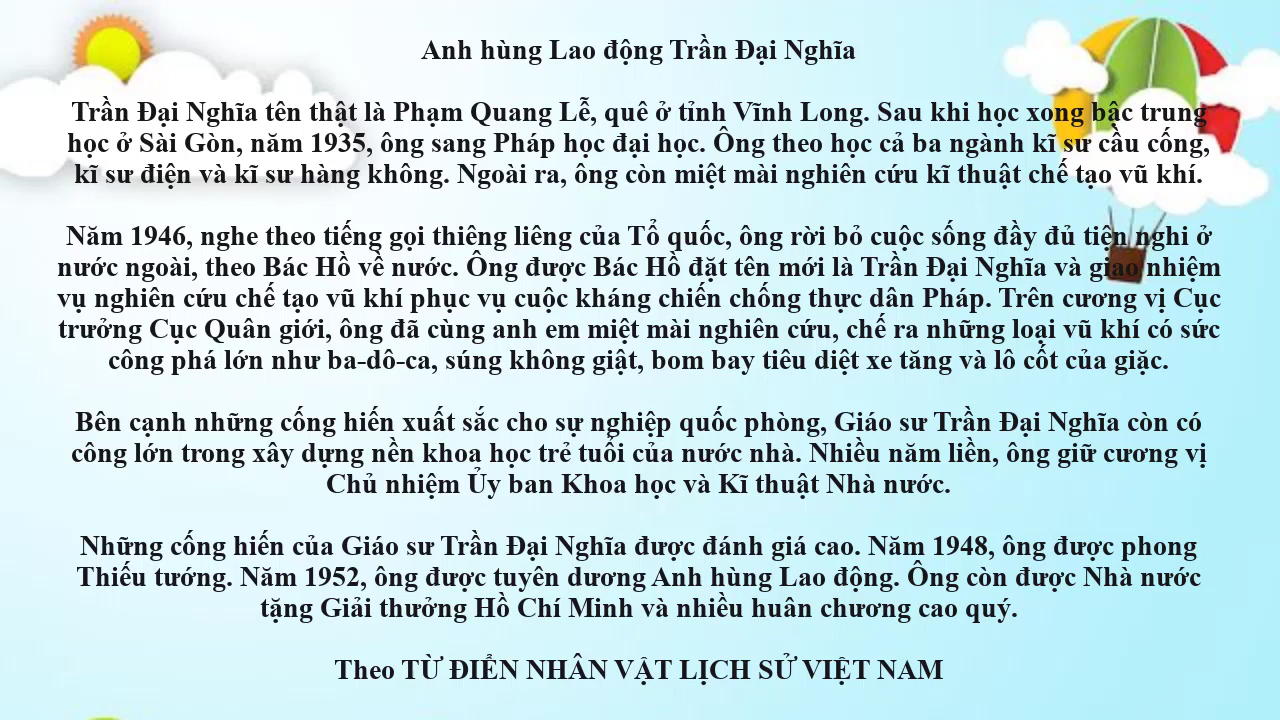 Anh hùng Lao động Trần Đại Nghĩa
Trần Đại Nghĩa tên thật là Phạm Quang Lễ, quê ở tỉnh Vĩnh Long. Sau khi học xong bậc trung
học ở Sài Gòn, năm 1935, ông sang Pháp học đại học. Ông theo học cả ba ngành kĩ sư cầu cống,
kĩ sư điện và kĩ sư hàng không. Ngoài ra, ông còn miệt mài nghiên cứu kĩ thuật chế tạo vũ khí.
Năm 1946, nghe theo tiếng gọi thiêng liêng của Tổ quốc, ông rời bỏ cuộc sống đầy đủ tiện nghi ở
nước ngoài, theo Bác Hồ về nước. Ông được Bác Hồ đặt tên mới là Trần Đại Nghĩa và giao nhiệm
vụ nghiên cứu chế tạo vũ khí phục vụ cuộc kháng chiến chống thực dân Pháp. Trên cương vị Cục
trưởng Cục Quân giới, ông đã cùng anh em miệt mài nghiên cứu, chế ra những loại vũ khí có sức
công phá lớn như ba-dô-ca, súng không giật, bom bay tiêu diệt xe tăng và lô cốt của giặc.
Bên cạnh những cống hiến xuất sắc cho sự nghiệp quốc phòng, Giáo sư Trần Đại Nghĩa còn có
công lớn trong xây dựng nền khoa học trẻ tuổi của nước nhà. Nhiều năm liền, ông giữ cương vị
Chủ nhiệm Ủy ban Khoa học và Kĩ thuật Nhà nước.
Những cống hiến của Giáo sư Trần Đại Nghĩa được đánh giá cao. Năm 1948, ông được phong
Thiếu tướng. Năm 1952, ông được tuyên dương Anh hùng Lao động. Ông còn được Nhà nước
tặng Giải thưởng Hồ Chí Minh và nhiều huân chương cao quý.
Theo TỪ ĐIỂN NHÂN VẬT LỊCH SỬ VIỆT NAM